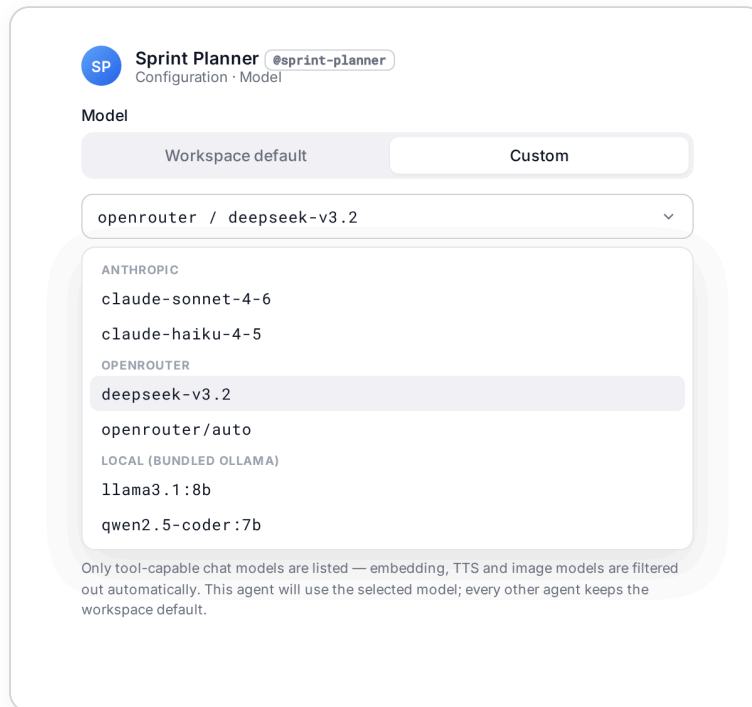 SP
Sprint Planner @sprint-planner
Configuration · Model
Model
Workspace default Custom
openrouter / deepseek-v3.2
ANTHROPIC
claude-sonnet-4-6
claude-haiku-4-5
OPENROUTER
deepseek-v3.2
openrouter/auto
LOCAL (BUNDLED OLLAMA)
llama3.1:8b
qwen2.5-coder:7b
Only tool-capable chat models are listed — embedding, TTS and image models are filtered
out automatically. This agent will use the selected model; every other agent keeps the
workspace default.